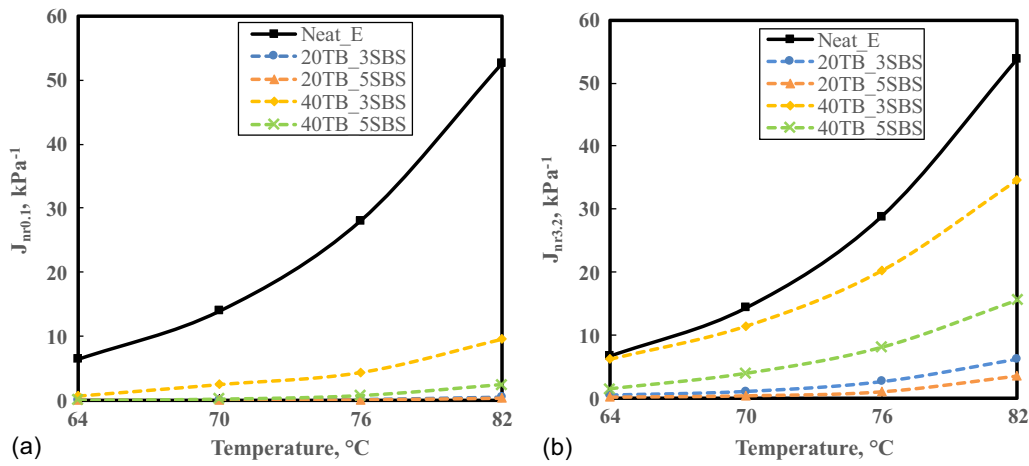 60
50
40
30
20
10
0
J_nr0.1, kPa^-1
Neat_E
20TB_3SBS
20TB_5SBS
40TB_3SBS
40TB_5SBS
64 70 76 82
Temperature, °C
(a)
60
50
40
30
20
10
0
J_nr3.2, kPa^-1
Neat_E
20TB_3SBS
20TB_5SBS
40TB_3SBS
40TB_5SBS
64 70 76 82
Temperature, °C
(b)